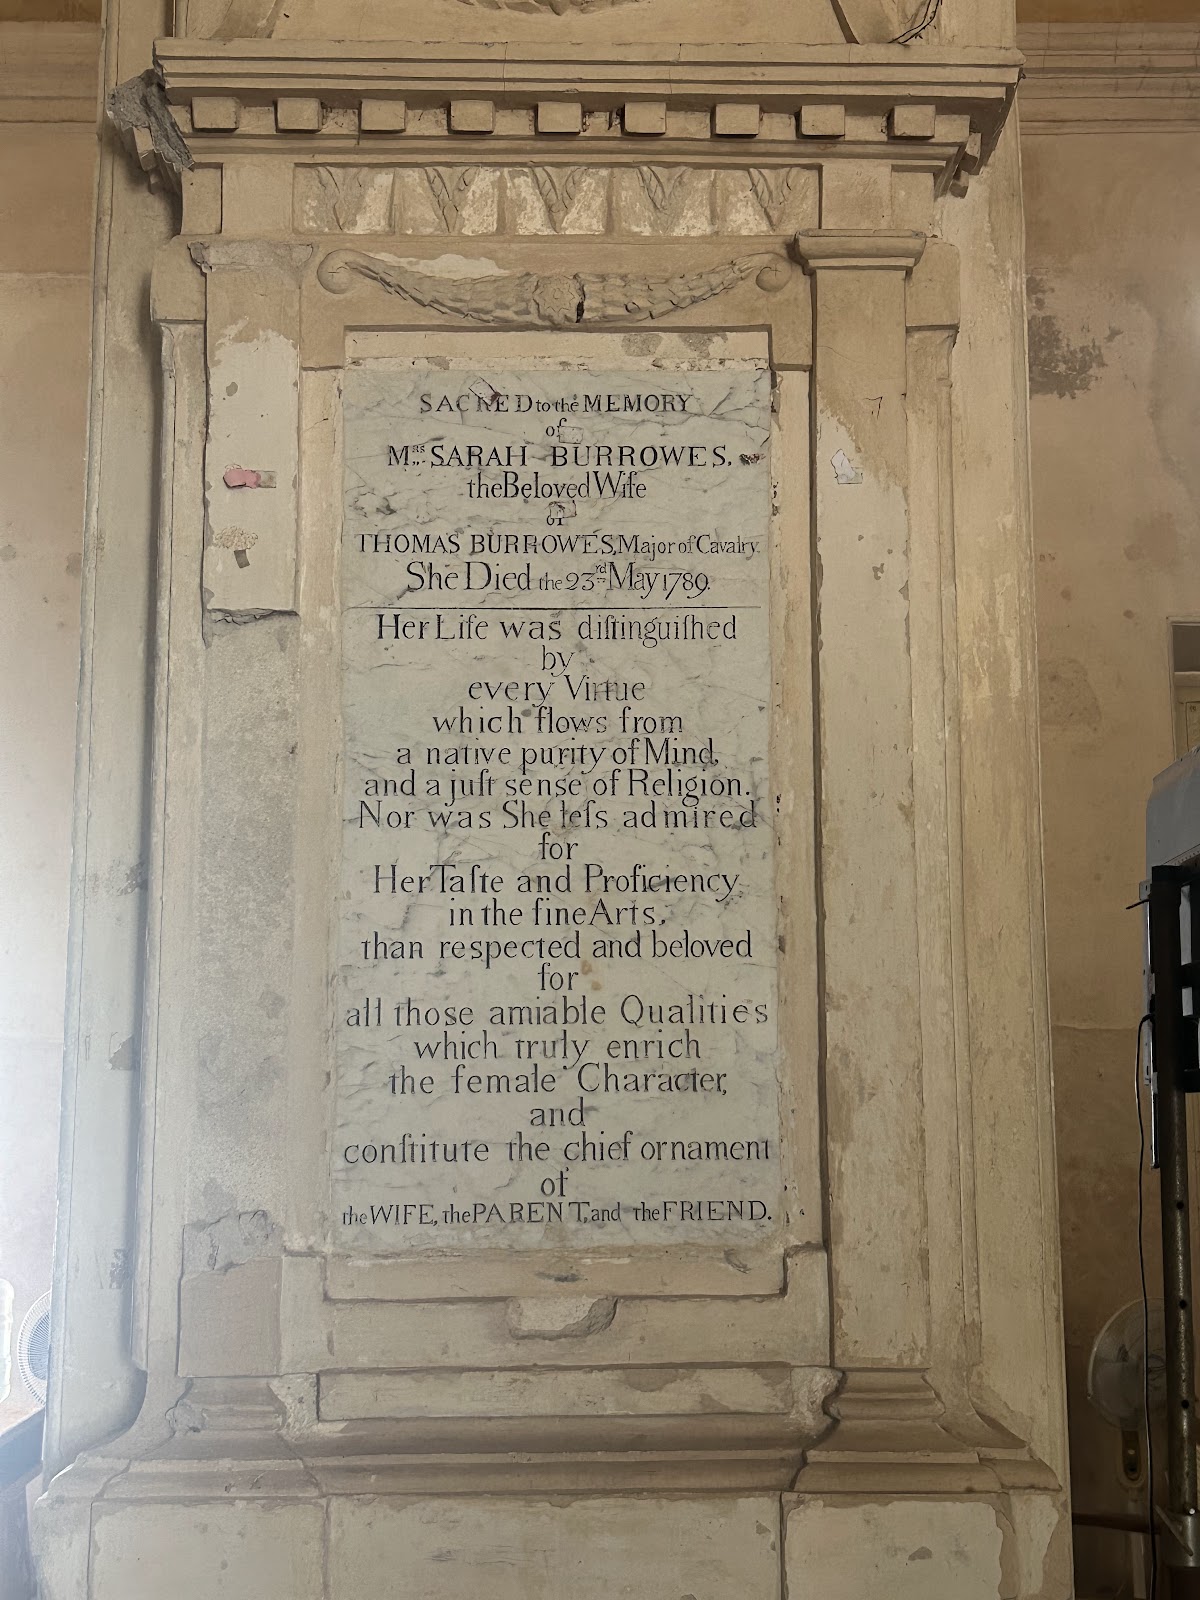 SACRED to the MEMORY
of
Mrs. SARAH BURROWES,
the Beloved Wife
of
THOMAS BURROWES, Major of Cavalry.
She Died the 23rd May 1789.
Her Life was diſtinguiſhed
by
every Virtue
which flows from
a native purity of Mind,
and a juſt sense of Religion.
Nor was She leſs admired
for
Her Taſte and Proficiency
in the fine Arts,
than respected and beloved
for
all those amiable Qualities
which truly enrich
the female Character,
and
conſtitute the chief ornament
of
the WIFE, the PARENT, and the FRIEND.